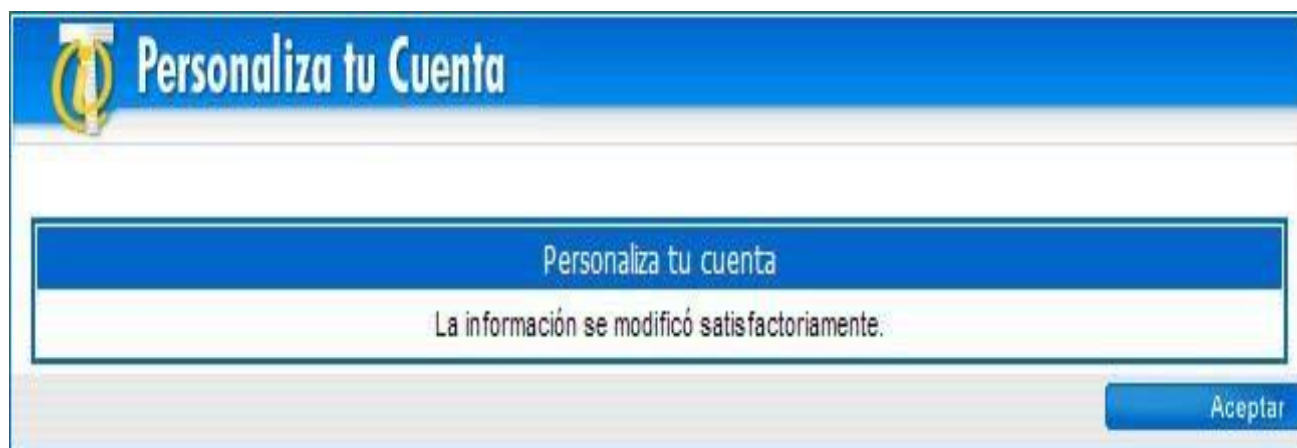 Personaliza tu Cuenta
Personaliza tu cuenta
La información se modificó satisfactoriamente.
Aceptar